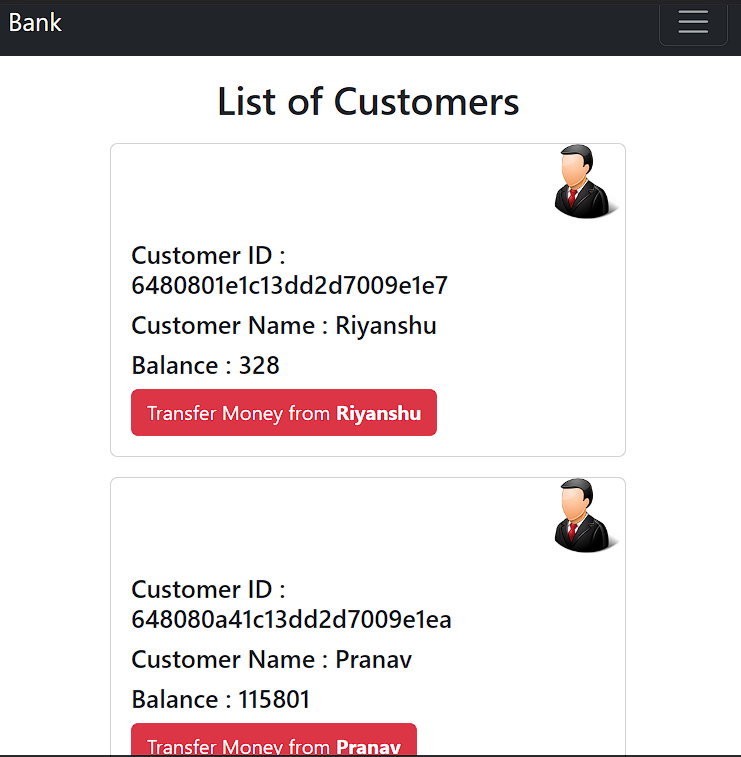 Bank
List of Customers
Customer ID :
6480801e1c13dd2d7009e1e7
Customer Name : Riyanshu
Balance : 328
Transfer Money from Riyanshu
Customer ID :
648080a41c13dd2d7009e1ea
Customer Name : Pranav
Balance : 115801
Transfer Money from Pranav